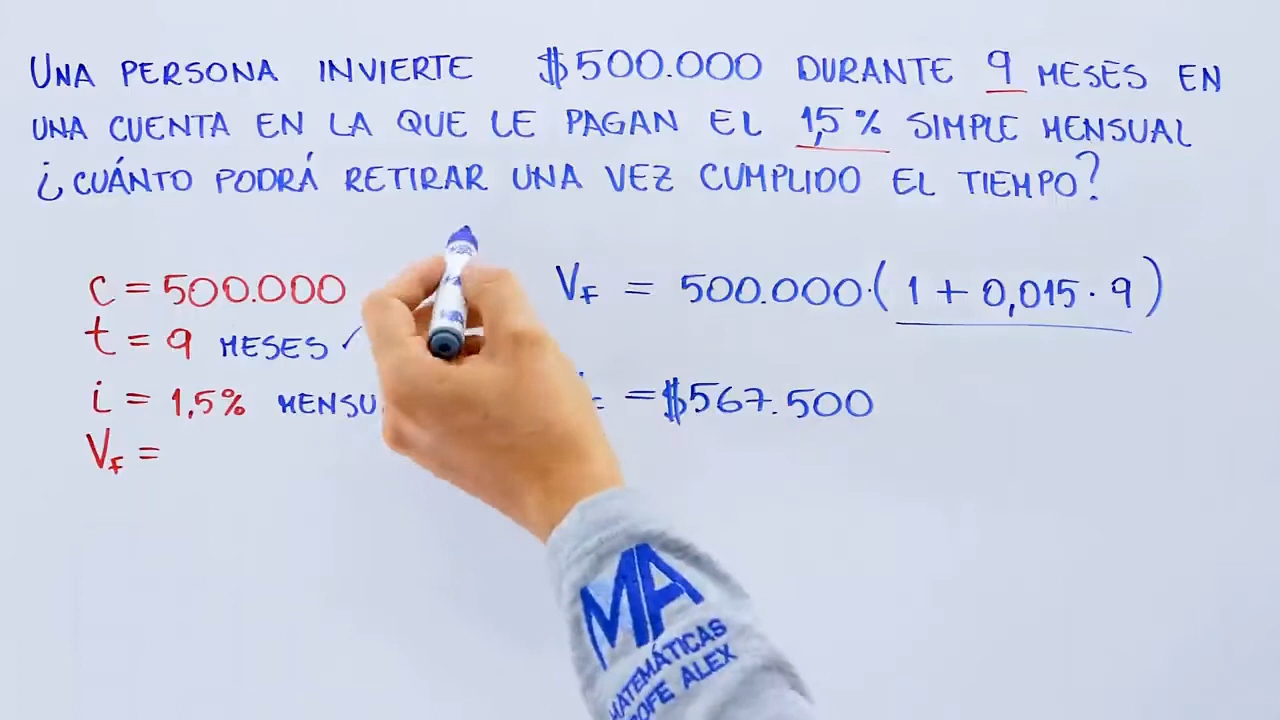 UNA PERSONA INVIERTE $500.000 DURANTE 9 MESES EN
UNA CUENTA EN LA QUE LE PAGAN EL 1,5% SIMPLE MENSUAL
¿CUÁNTO PODRÁ RETIRAR UNA VEZ CUMPLIDO EL TIEMPO?
C = 500.000
t = 9 MESES ✓
i = 1,5% MENSU
VF =
VF = 500.000·(1 + 0,015 · 9)
= $567.500
MA
MATEMÁTICAS
PROFE ALEX